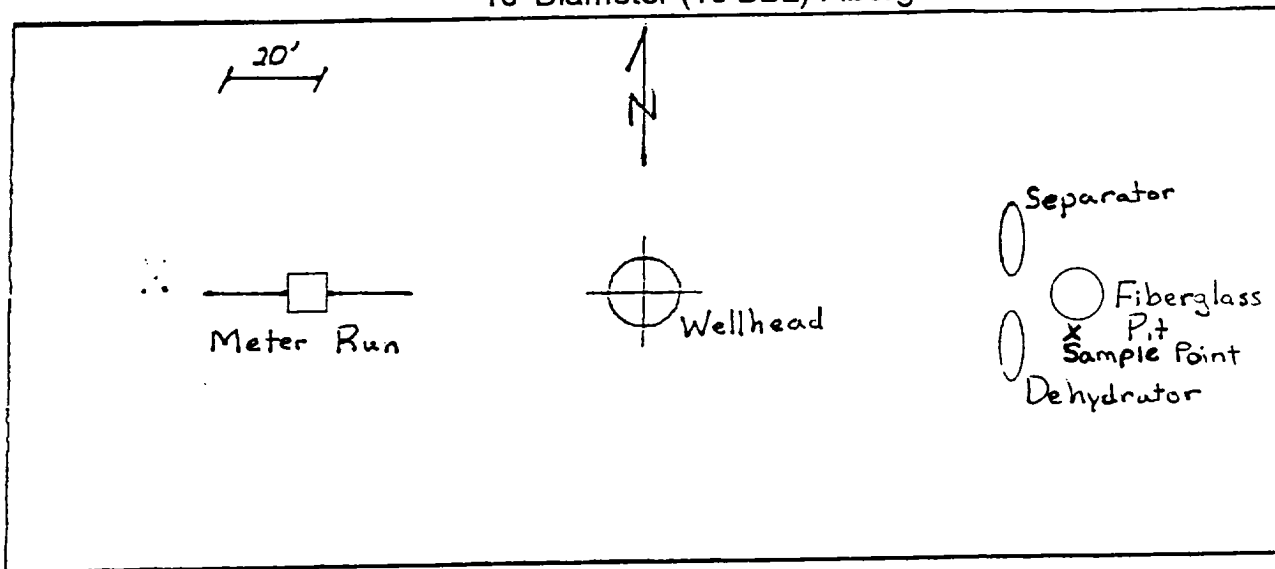 20'
N
Separator
Fiberglass
Pit
Sample Point
Dehydrator
Wellhead
Meter Run